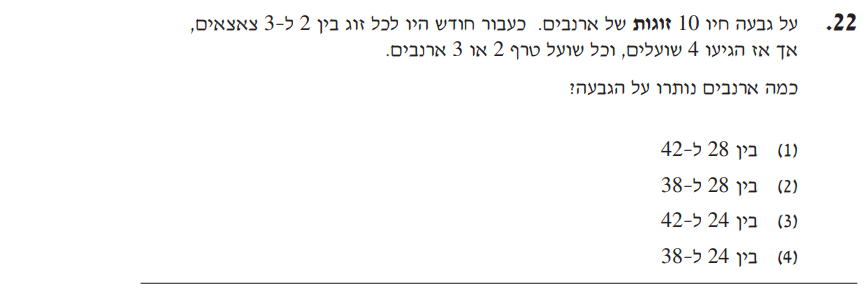 22. על גבעה חיו 10 זוגות של ארנבים. כעבור חודש היו לכל זוג בין 2 ל-3 צאצאים,
אך אז הגיעו 4 שועלים, וכל שועל טרף 2 או 3 ארנבים.
כמה ארנבים נותרו על הגבעה?
(1) בין 28 ל-42
(2) בין 28 ל-38
(3) בין 24 ל-42
(4) בין 24 ל-38